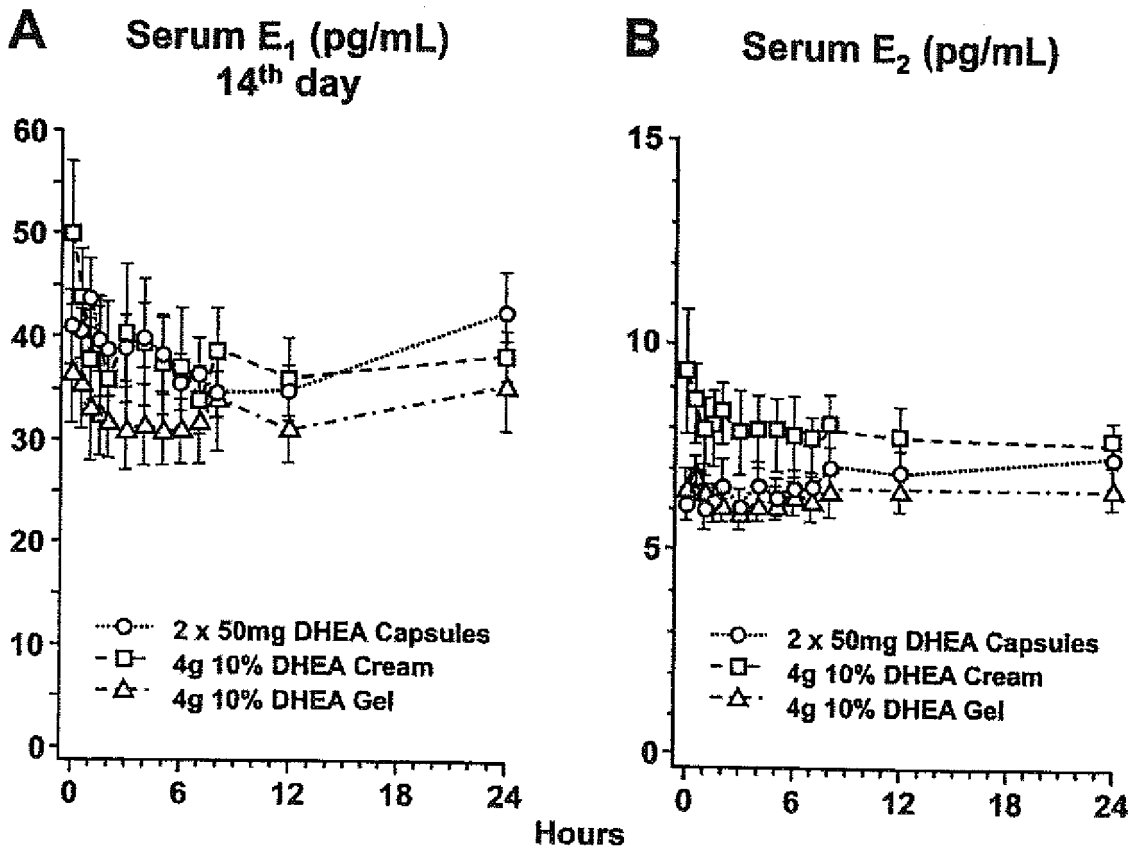 A
Serum E₁ (pg/mL)
14ᵗʰ day
60
50
40
30
20
10
0
2 x 50mg DHEA Capsules
4g 10% DHEA Cream
4g 10% DHEA Gel
0 6 12 18 24
B
Serum E₂ (pg/mL)
15
10
5
0
2 x 50mg DHEA Capsules
4g 10% DHEA Cream
4g 10% DHEA Gel
0 6 12 18 24
Hours